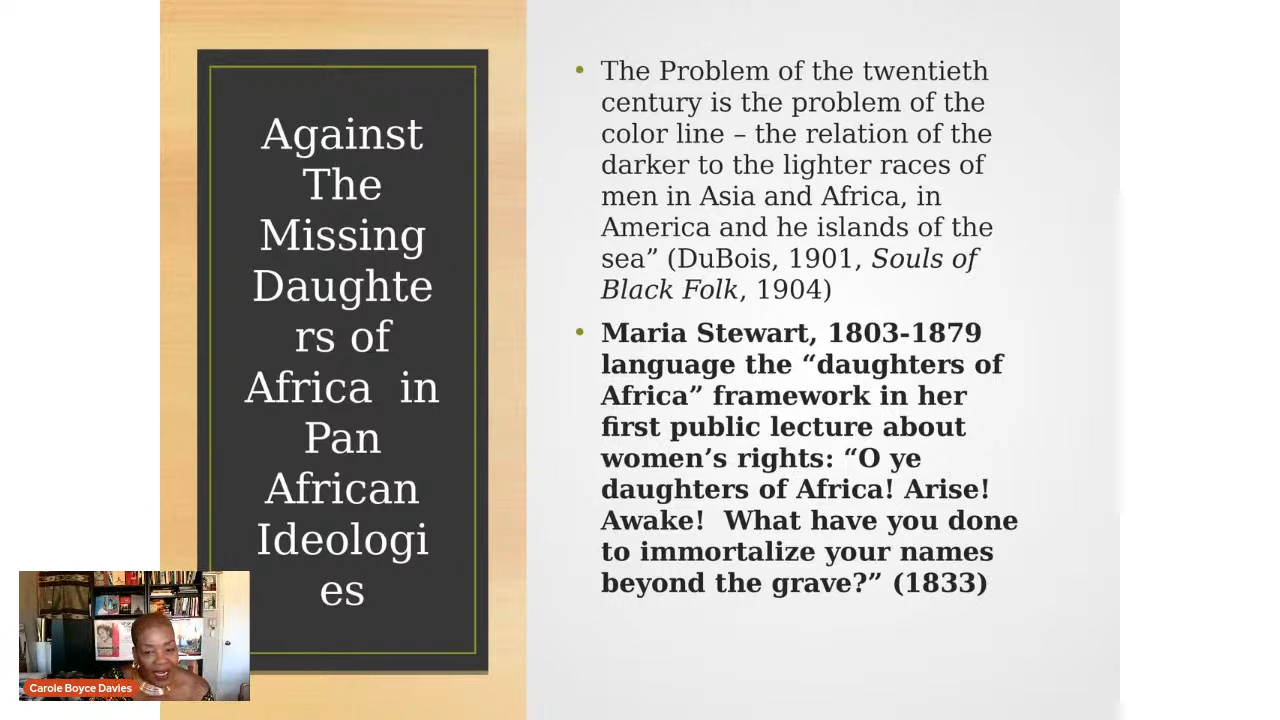 Against
The
Missing
Daughte
rs of
Africa  in
Pan
African
Ideologi
es
• The Problem of the twentieth
century is the problem of the
color line – the relation of the
darker to the lighter races of
men in Asia and Africa, in
America and he islands of the
sea” (DuBois, 1901, Souls of
Black Folk, 1904)
• Maria Stewart, 1803-1879
language the “daughters of
Africa” framework in her
first public lecture about
women’s rights: “O ye
daughters of Africa! Arise!
Awake!  What have you done
to immortalize your names
beyond the grave?” (1833)
Carole Boyce Davies